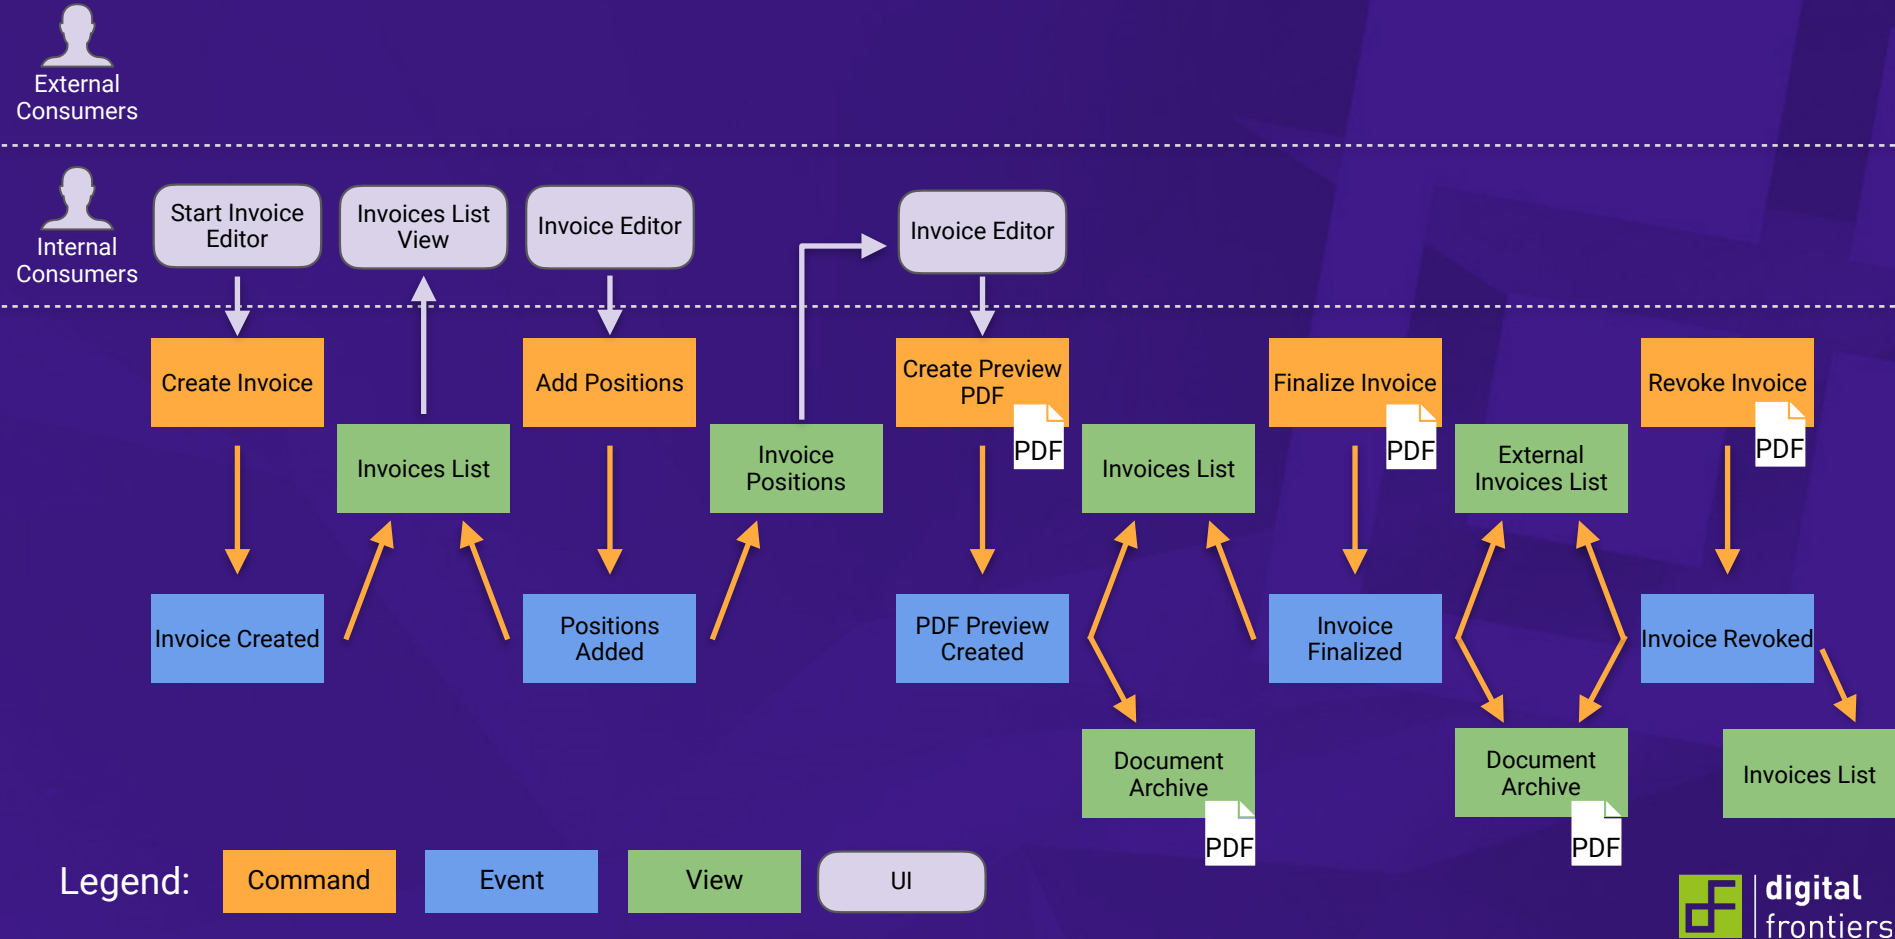 External
Consumers
Internal
Consumers
Start Invoice
Editor
Invoices List
View
Invoice Editor
Invoice Editor
Create Invoice
Add Positions
Create Preview
PDF
PDF
Finalize Invoice
PDF
Revoke Invoice
PDF
Invoices List
Invoice
Positions
Invoices List
External
Invoices List
Invoice Created
Positions
Added
PDF Preview
Created
Invoice
Finalized
Invoice Revoked
Document
Archive
PDF
Document
Archive
PDF
Invoices List
Legend:
Command
Event
View
UI
digital
frontiers